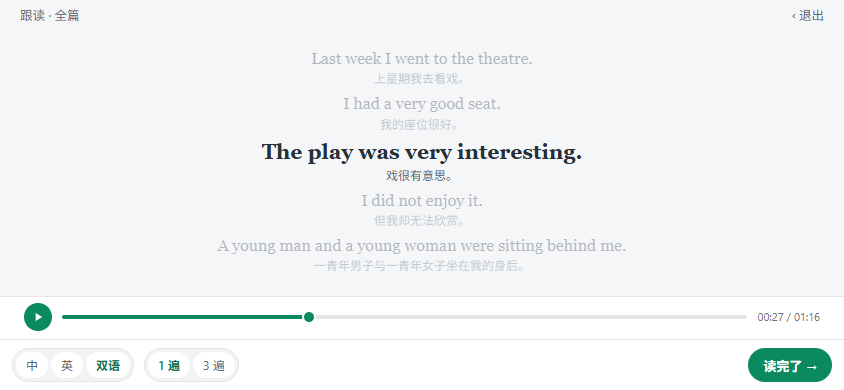 跟读 · 全篇
‹ 退出
Last week I went to the theatre.
上星期我去看戏。
I had a very good seat.
我的座位很好。
The play was very interesting.
戏很有意思。
I did not enjoy it.
但我却无法欣赏。
A young man and a young woman were sitting behind me.
一青年男子与一青年女子坐在我的身后。
00:27 / 01:16
中 英 双语 1 遍 3 遍 读完了 →